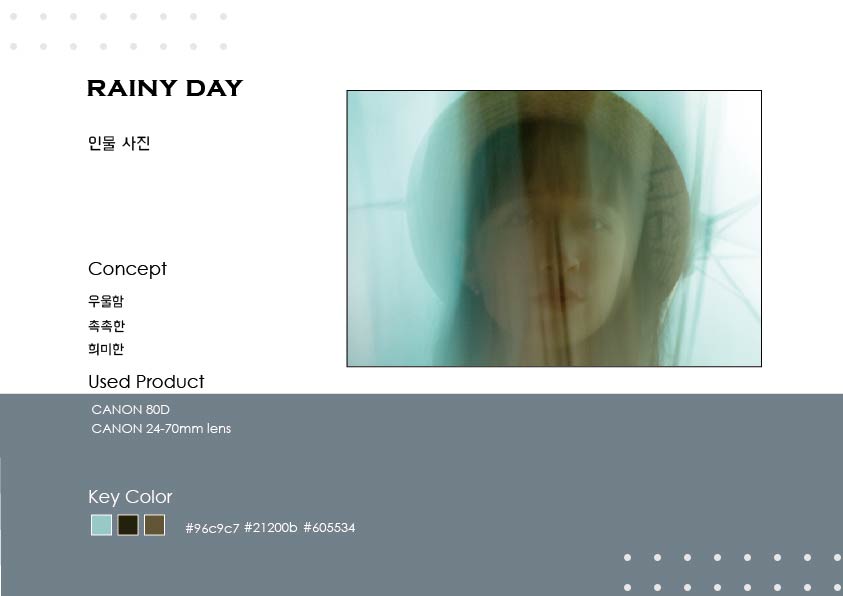 RAINY DAY
인물 사진
Concept
우울함
촉촉한
희미한
Used Product
CANON 80D
CANON 24-70mm lens
Key Color
#96c9c7 #21200b #605534